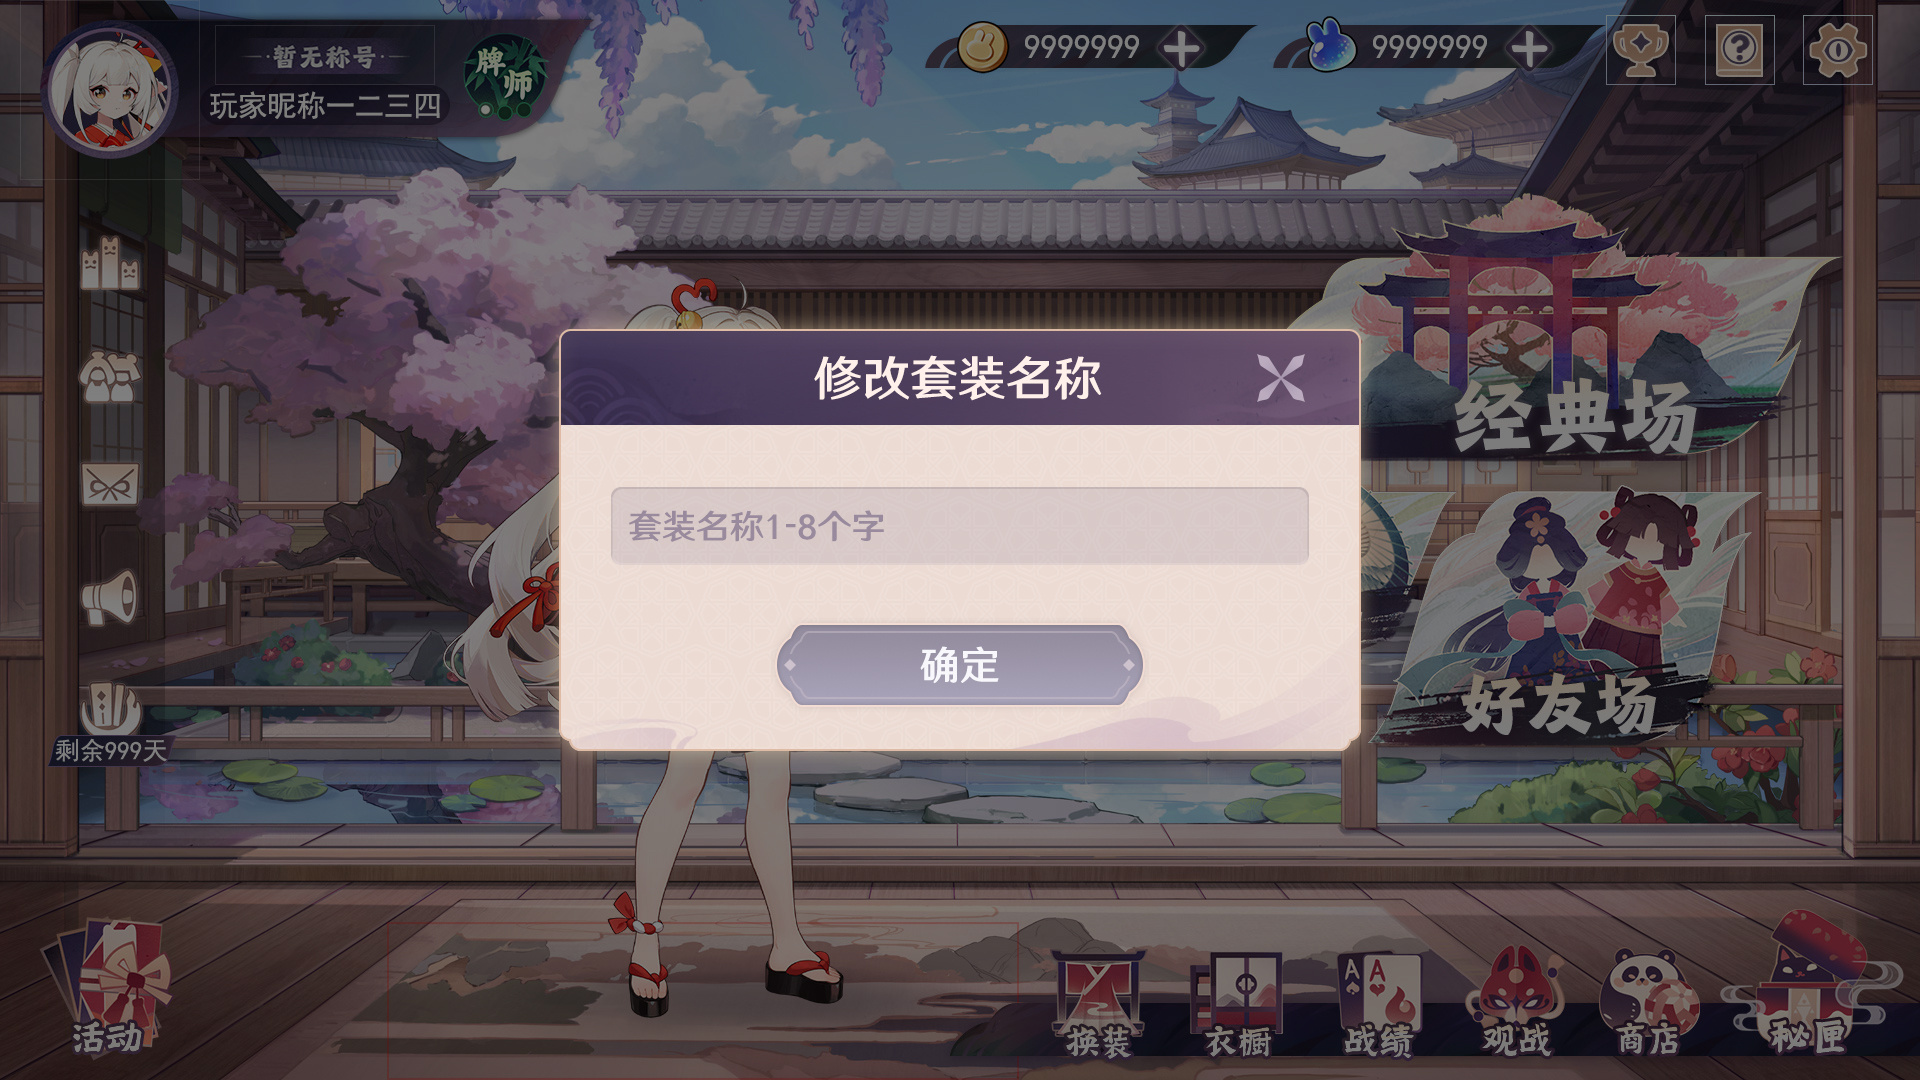 ·暂无称号·
玩家昵称一二三四
牌师
9999999
9999999
修改套装名称
套装名称1-8个字
确定
经典场
好友场
剩余999天
活动
换装
衣橱
A A
战绩
观战
商店
秘匣